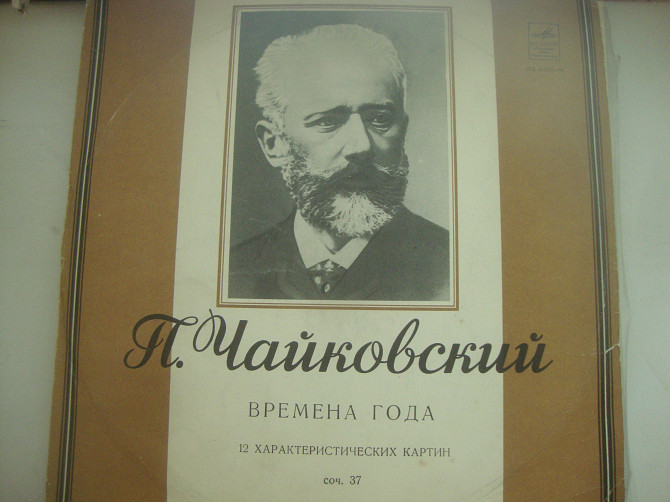 П. Чайковский
ВРЕМЕНА ГОДА
12 ХАРАКТЕРИСТИЧЕСКИХ КАРТИН
соч. 37